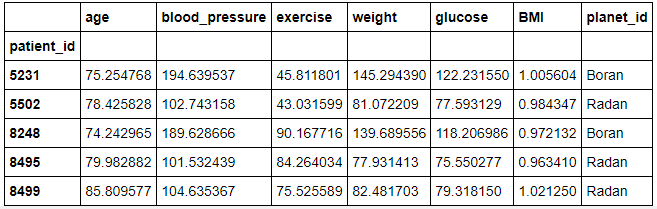 age blood_pressure exercise weight glucose BMI planet_id
patient_id
5231 75.254768 194.639537 45.811801 145.294390 122.231550 1.005604 Boran
5502 78.425828 102.743158 43.031599 81.072209 77.593129 0.984347 Radan
8248 74.242965 189.628666 90.167716 139.689556 118.206986 0.972132 Boran
8495 79.982882 101.532439 84.264034 77.931413 75.550277 0.963410 Radan
8499 85.809577 104.635367 75.525589 82.481703 79.318150 1.021250 Radan